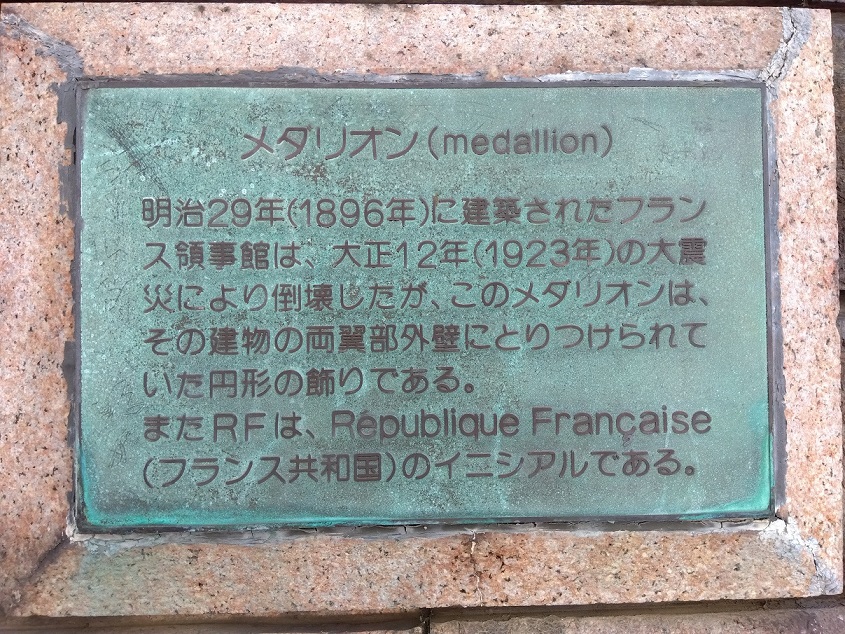 メダリオン(medallion)
明治29年(1896年)に建築されたフラン
ス領事館は、大正12年(1923年)の大震
災により倒壊したが、このメダリオンは、
その建物の両翼部外壁にとりつけられて
いた円形の飾りである。
またRFは、République Française
(フランス共和国)のイニシアルである。